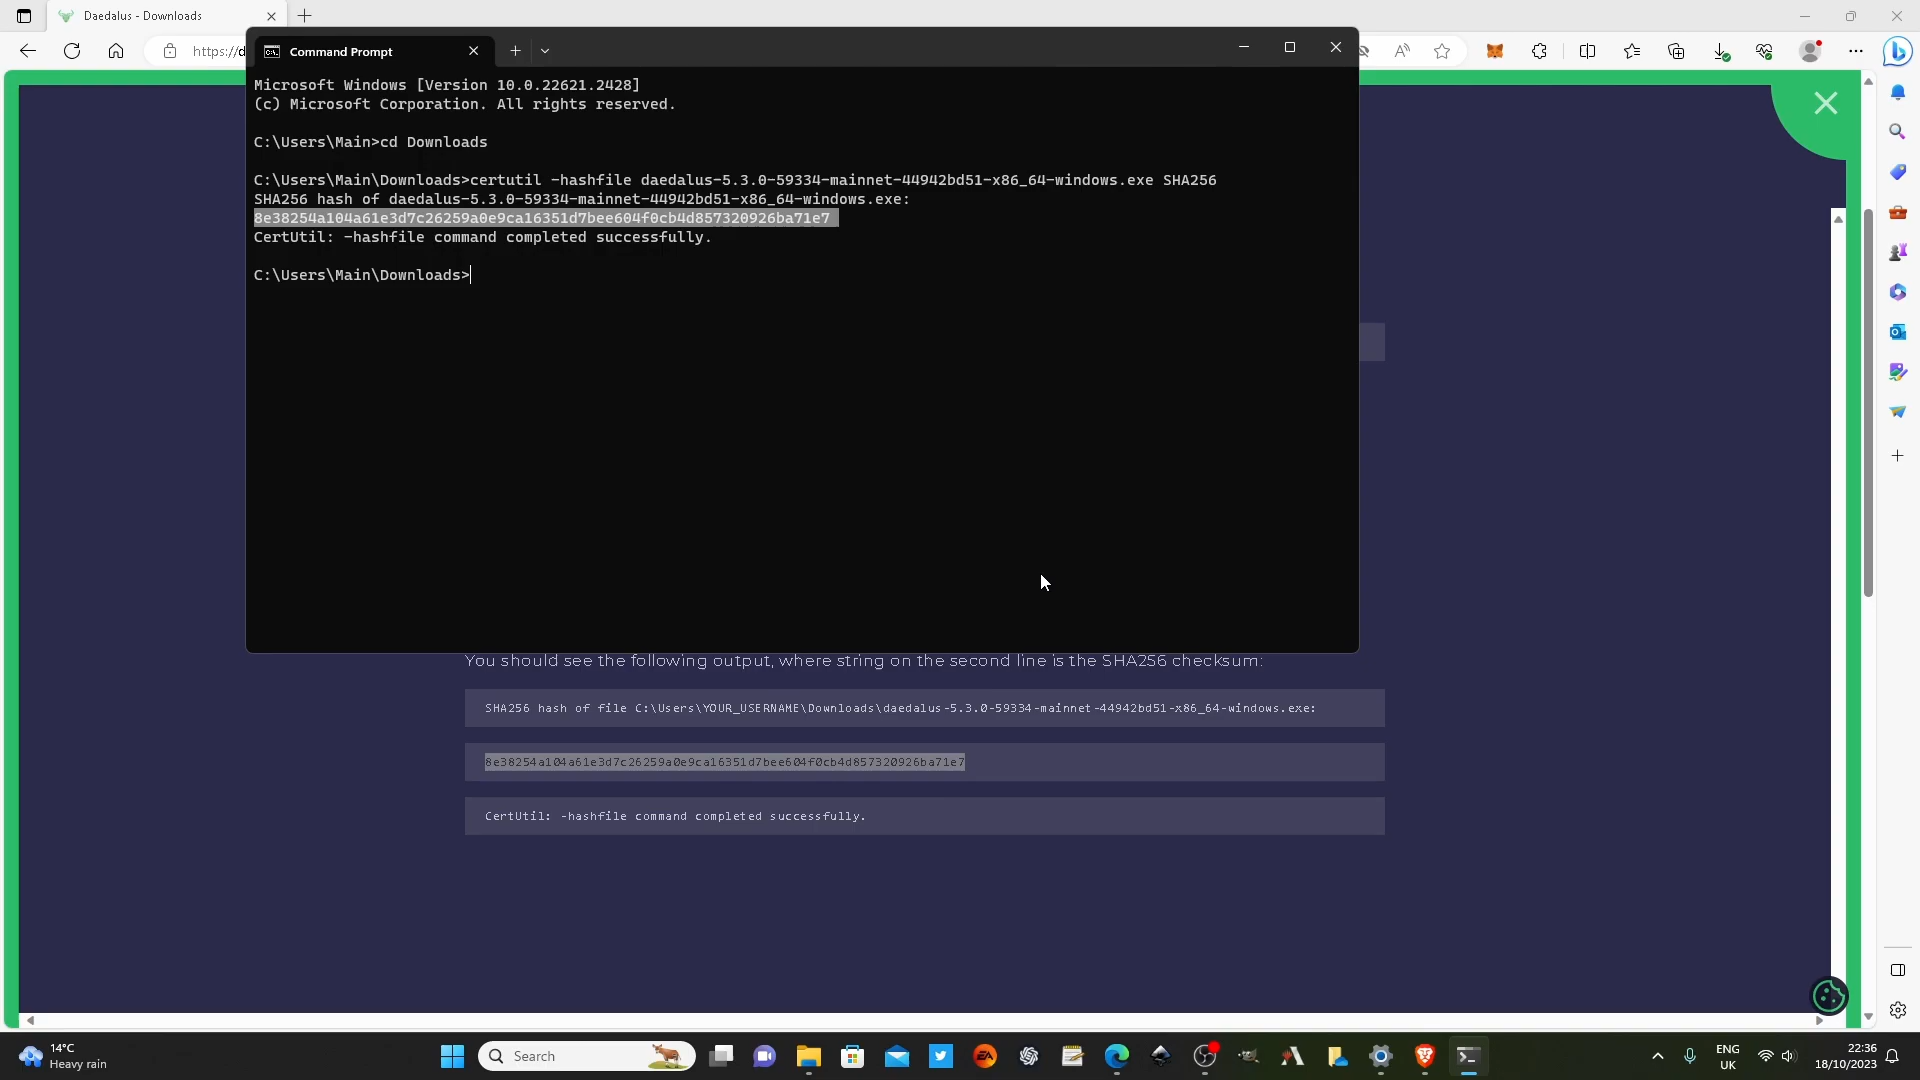 Daedalus - Downloads
https://d
Command Prompt
Microsoft Windows [Version 10.0.22621.2428]
(c) Microsoft Corporation. All rights reserved.
C:\Users\Main>cd Downloads
C:\Users\Main\Downloads>certutil -hashfile daedalus-5.3.0-59334-mainnet-44942bd51-x86_64-windows.exe SHA256
SHA256 hash of daedalus-5.3.0-59334-mainnet-44942bd51-x86_64-windows.exe:
8e38254a104a61e3d7c26259a0e9ca16351d7bee604f0cb4d857320926ba71e7
CertUtil: -hashfile command completed successfully.
C:\Users\Main\Downloads>
You should see the following output, where string on the second line is the SHA256 checksum:
SHA256 hash of file C:\Users\YOUR_USERNAME\Downloads\daedalus-5.3.0-59334-mainnet-44942bd51-x86_64-windows.exe:
8e38254a104a61e3d7c26259a0e9ca16351d7bee604f0cb4d857320926ba71e7
CertUtil: -hashfile command completed successfully.
14°C
Heavy rain
Search
ENG
UK
22:36
18/10/2023